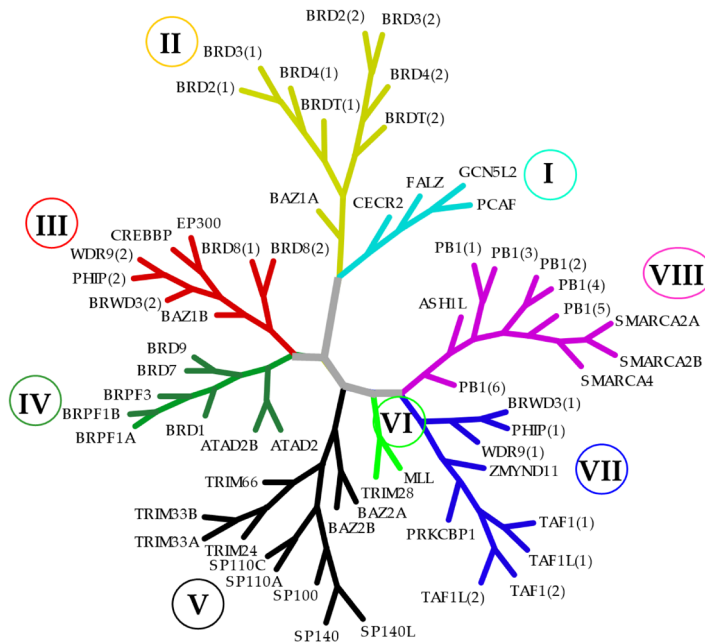 BRD2(2)
BRD3(2)
II
BRD3(1)
BRD4(1)
BRD4(2)
BRD2(1)
BRDT(1)
BRDT(2)
GCN5L2
I
FALZ
BAZ1A
CECR2
PCAF
III
EP300
CREBBP
BRD8(1)
BRD8(2)
WDR9(2)
PHIP(2)
BRWD3(2)
BAZ1B
PB1(1)
PB1(3)
PB1(2)
VIII
PB1(4)
ASH1L
PB1(5)
SMARCA2A
SMARCA2B
SMARCA4
PB1(6)
BRD9
BRD7
IV
BRPF3
BRPF1B
BRPF1A
BRD1
ATAD2B
ATAD2
VI
BRWD3(1)
PHIP(1)
WDR9(1)
VII
ZMYND11
MLL
TRIM28
TRIM66
BAZ2A
BAZ2B
TRIM33B
TRIM33A
TRIM24
SP110C
SP110A
SP100
V
SP140
SP140L
PRKCBP1
TAF1(1)
TAF1L(1)
TAF1(2)
TAF1L(2)